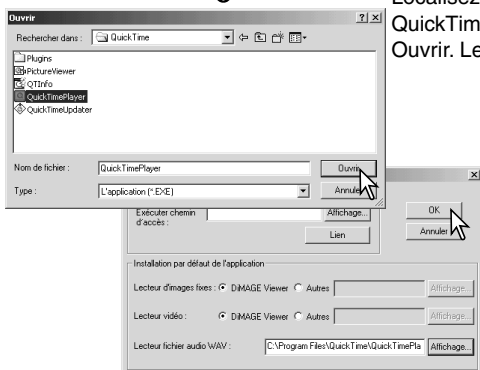 Localisez
QuickTim
Ouvrir. Le
Ouvrir
Rechercher dans : QuickTime
Plugins
PictureViewer
QTInfo
QuickTimePlayer
QuickTimeUpdater
Nom de fichier : QuickTimePlayer Ouvrir
Type : L'application (*.EXE) Annule
Exécuter chemin d'accès : Affichage...
Lien
OK
Annuler
Installation par défaut de l'application
Lecteur d'images fixes : DiMAGE Viewer Autres Affichage...
Lecteur vidéo : DiMAGE Viewer Autres Affichage...
Lecteur fichier audio WAV : C:\Program Files\QuickTime\QuickTimePla Affichage...